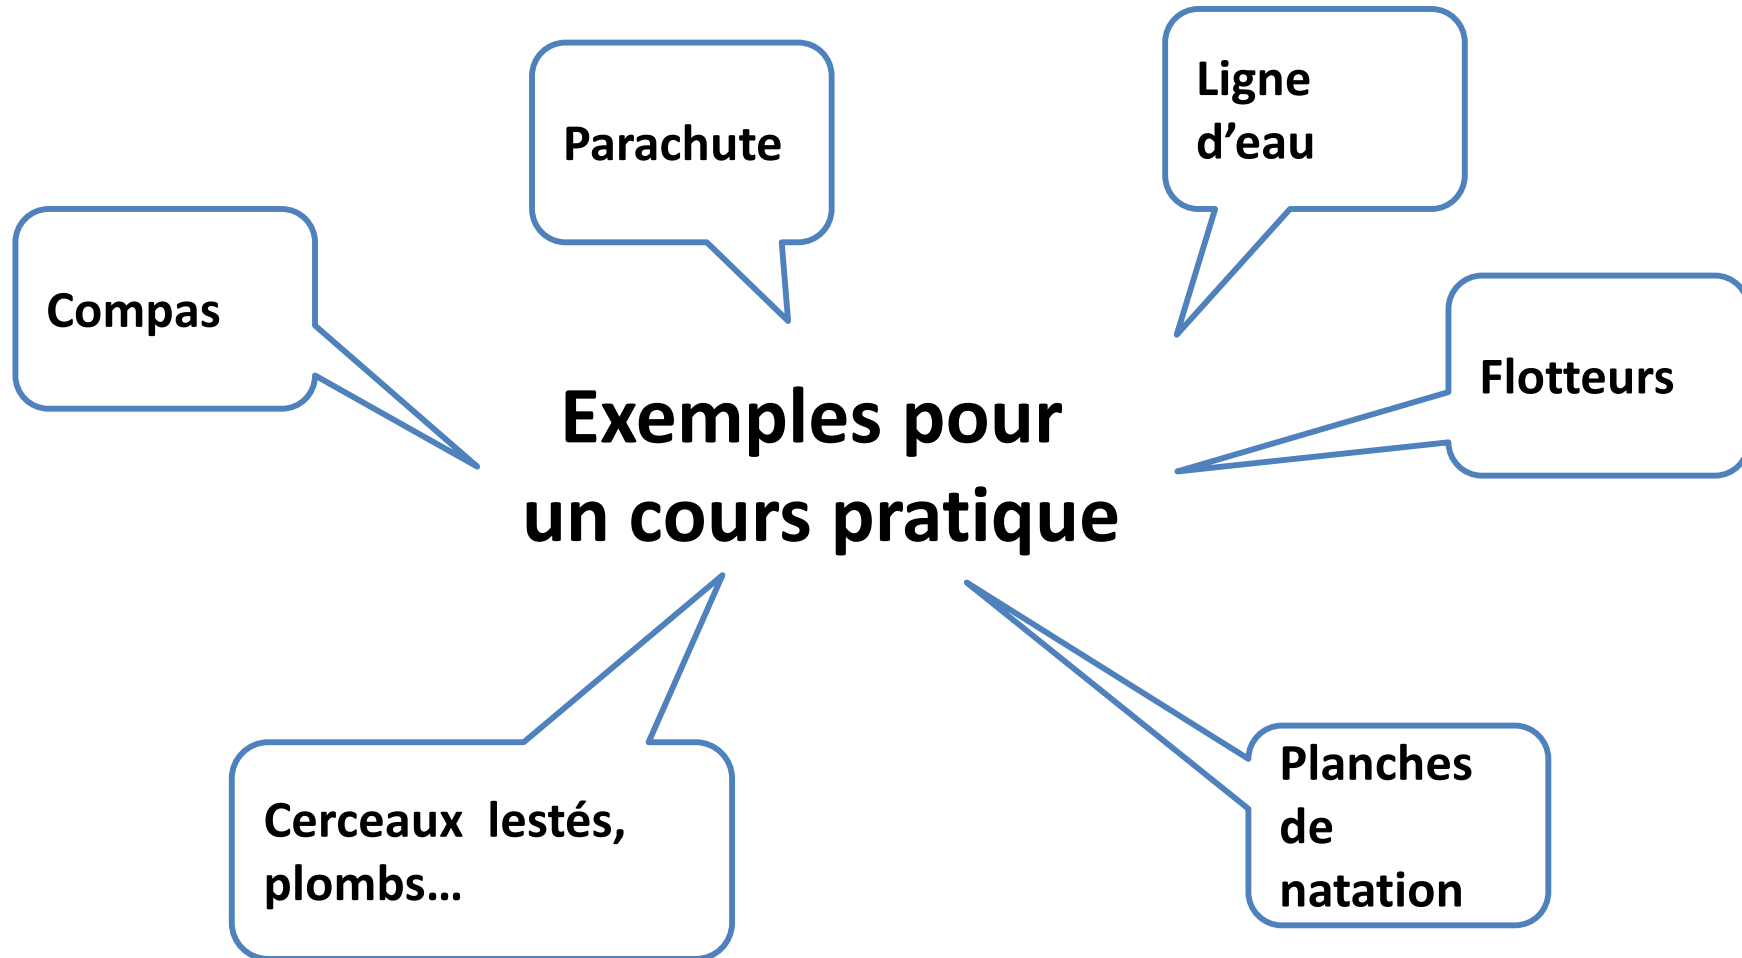 Ligne
d’eau
Parachute
Compas
Flotteurs
Exemples pour
un cours pratique
Planches
de
natation
Cerceaux  lestés,
plombs…